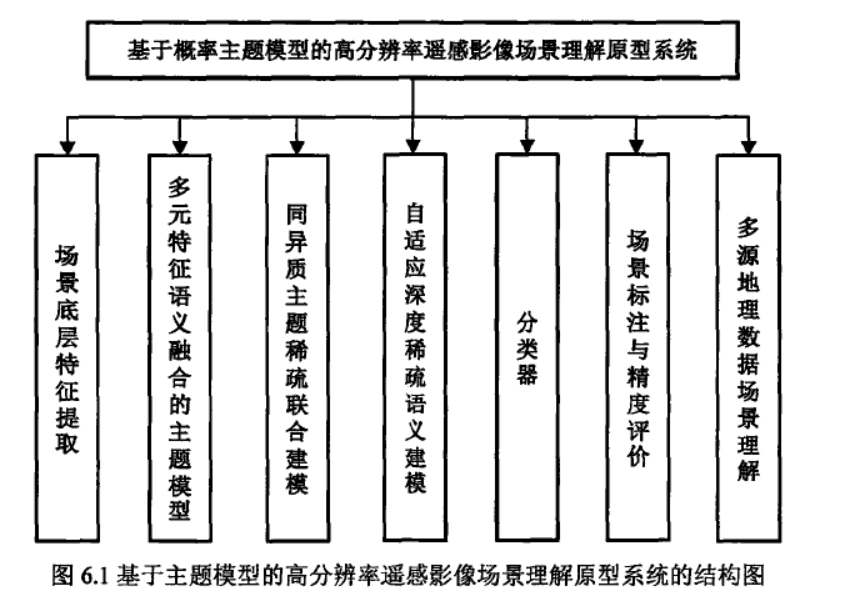 基于概率主题模型的高分辨率遥感影像场景理解原型系统
场景底层特征提取
多元特征语义融合的主题模型
同异质主题稀疏联合建模
自适应深度稀疏语义建模
分类器
场景标注与精度评价
多源地理数据场景理解
图 6.1 基于主题模型的高分辨率遥感影像场景理解原型系统的结构图